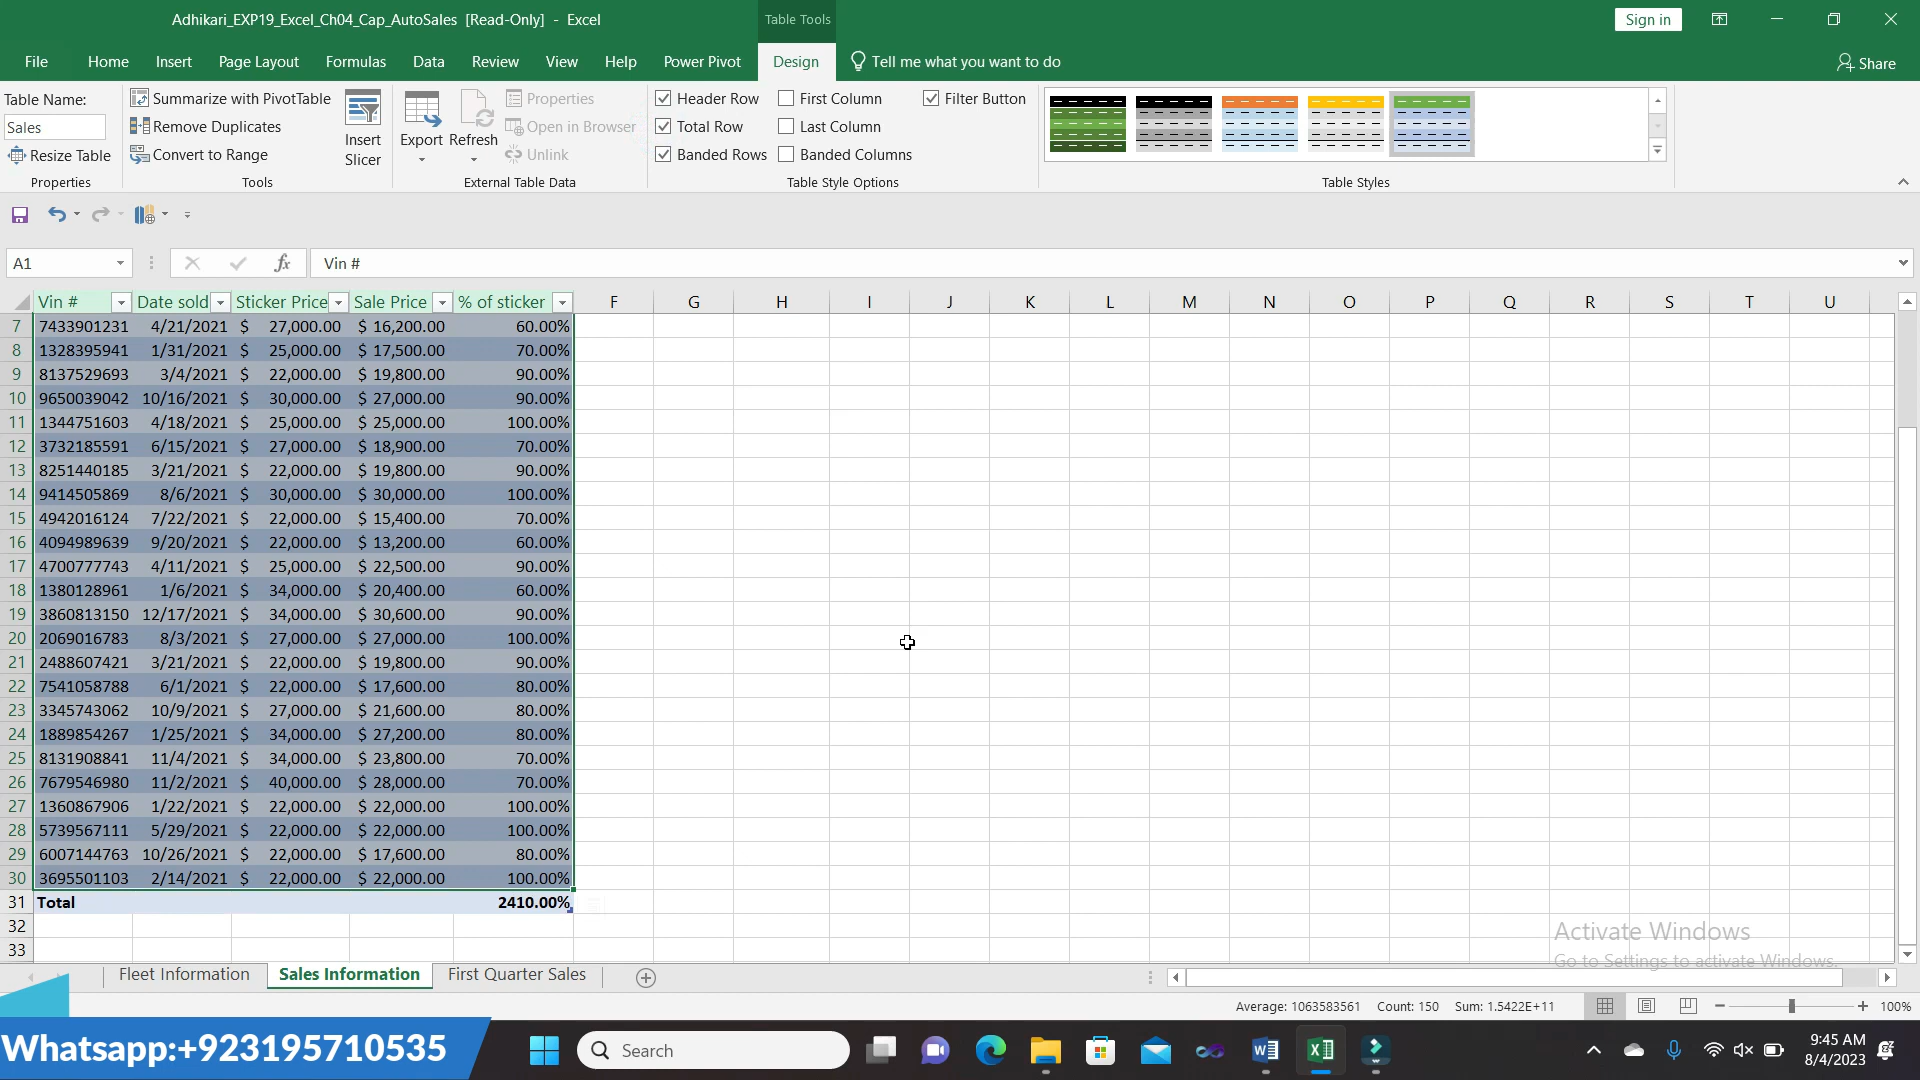 Adhikari_EXP19_Excel_Ch04_Cap_AutoSales [Read-Only] - Excel
Table Tools
Sign in
File Home Insert Page Layout Formulas Data Review View Help Power Pivot Design Tell me what you want to do Share
Table Name:
Sales
Resize Table
Properties
Summarize with PivotTable
Remove Duplicates
Convert to Range
Tools
Insert Slicer
Export
Refresh
Properties
Open in Browser
Unlink
External Table Data
Header Row First Column Filter Button
Total Row Last Column
Banded Rows Banded Columns
Table Style Options
Table Styles
A1 fx Vin #
Vin # Date sold Sticker Price Sale Price % of sticker F G H I J K L M N O P Q R S T U
7 7433901231 4/21/2021 $ 27,000.00 $ 16,200.00 60.00%
8 1328395941 1/31/2021 $ 25,000.00 $ 17,500.00 70.00%
9 8137529693 3/4/2021 $ 22,000.00 $ 19,800.00 90.00%
10 9650039042 10/16/2021 $ 30,000.00 $ 27,000.00 90.00%
11 1344751603 4/18/2021 $ 25,000.00 $ 25,000.00 100.00%
12 3732185591 6/15/2021 $ 27,000.00 $ 18,900.00 70.00%
13 8251440185 3/21/2021 $ 22,000.00 $ 19,800.00 90.00%
14 9414505869 8/6/2021 $ 30,000.00 $ 30,000.00 100.00%
15 4942016124 7/22/2021 $ 22,000.00 $ 15,400.00 70.00%
16 4094989639 9/20/2021 $ 22,000.00 $ 13,200.00 60.00%
17 4700777743 4/11/2021 $ 25,000.00 $ 22,500.00 90.00%
18 1380128961 1/6/2021 $ 34,000.00 $ 20,400.00 60.00%
19 3860813150 12/17/2021 $ 34,000.00 $ 30,600.00 90.00%
20 2069016783 8/3/2021 $ 27,000.00 $ 27,000.00 100.00%
21 2488607421 3/21/2021 $ 22,000.00 $ 19,800.00 90.00%
22 7541058788 6/1/2021 $ 22,000.00 $ 17,600.00 80.00%
23 3345743062 10/9/2021 $ 27,000.00 $ 21,600.00 80.00%
24 1889854267 1/25/2021 $ 34,000.00 $ 27,200.00 80.00%
25 8131908841 11/4/2021 $ 34,000.00 $ 23,800.00 70.00%
26 7679546980 11/2/2021 $ 40,000.00 $ 28,000.00 70.00%
27 1360867906 1/22/2021 $ 22,000.00 $ 22,000.00 100.00%
28 5739567111 5/29/2021 $ 22,000.00 $ 22,000.00 100.00%
29 6007144763 10/26/2021 $ 22,000.00 $ 17,600.00 80.00%
30 3695501103 2/14/2021 $ 22,000.00 $ 22,000.00 100.00%
31 Total 2410.00%
32
33
Activate Windows
Go to Settings to activate Windows.
Fleet Information Sales Information First Quarter Sales
Average: 1063583561 Count: 150 Sum: 1.5422E+11 100%
Whatsapp:+923195710535
Search
9:45 AM
8/4/2023